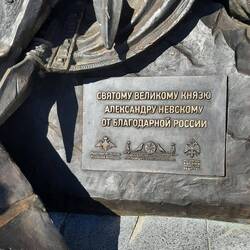 СВЯТОМУ ВЕЛИКОМУ КНЯЗЮ
АЛЕКСАНДРУ НЕВСКОМУ
ОТ БЛАГОДАРНОЙ РОССИИ